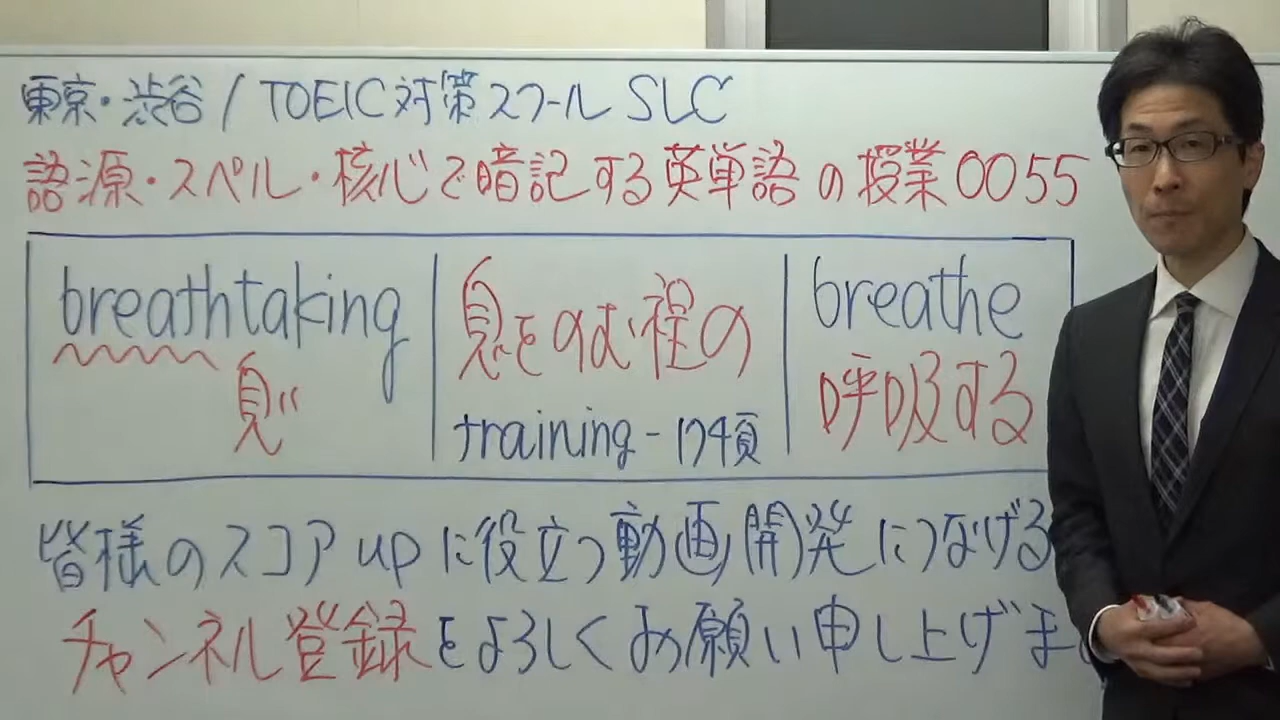 東京・渋谷 / TOEIC対策スクール SLC
語源・スペル・核心で暗記する英単語の授業0055
breathtaking
息
息をのむ程の
training - 174項
breathe
呼吸する
皆様のスコアupに役立つ動画開発につなげる
チャンネル登録をよろしくお願い申し上げま